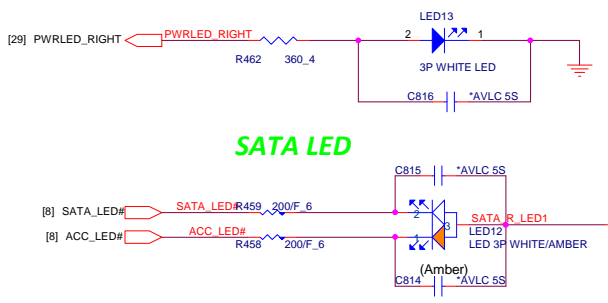 LED13
[29] PWRLED_RIGHT PWRLED_RIGHT 2 1
R462 360_4 3P WHITE LED
C816 *AVLC 5S
SATA LED
C815 *AVLC 5S
[8] SATA_LED# SATA_LED# R459 200/F_6 2 3 SATA_R_LED1
LED12
[8] ACC_LED# ACC_LED# R458 200/F_6 1 LED 3P WHITE/AMBER
(Amber)
C814 *AVLC 5S